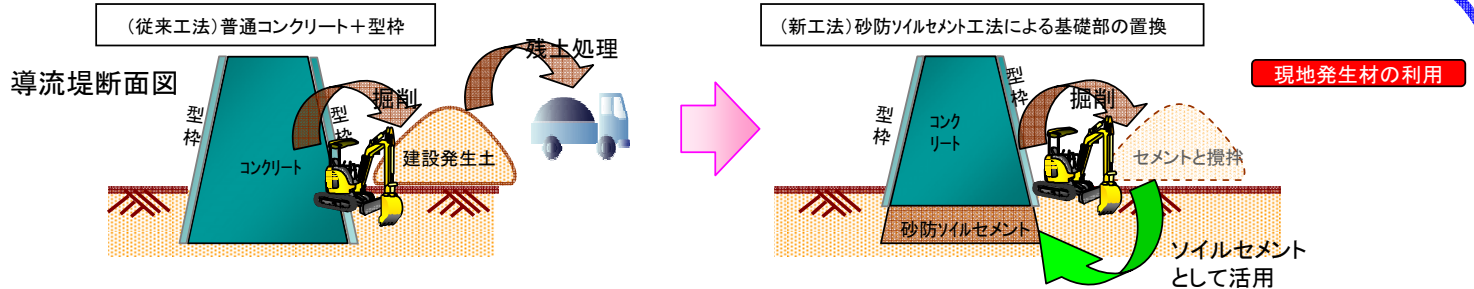 （従来工法）普通コンクリート＋型枠
導流堤断面図
型枠
コンクリート
型枠
掘削
残土処理
建設発生土
（新工法）砂防ソイルセメント工法による基礎部の置換
現地発生材の利用
型枠
コンク
リート
型枠
掘削
セメントと攪拌
砂防ソイルセメント
ソイルセメント
として活用